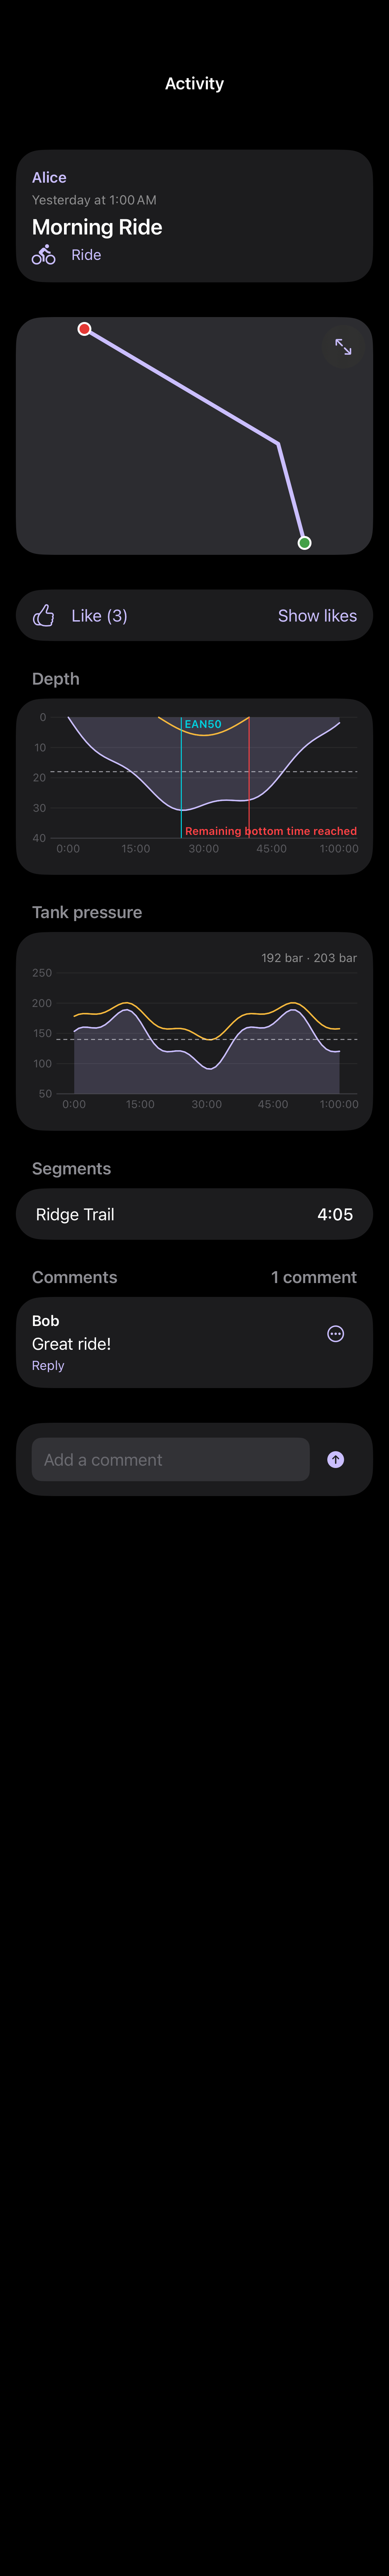 Activity
Alice
Yesterday at 1:00 AM
Morning Ride
Ride
Like (3)
Show likes
Depth
0
EAN50
10
20
30
Remaining bottom time reached
40
0:00
15:00
30:00
45:00
1:00:00
Tank pressure
192 bar · 203 bar
250
200
150
100
50
0:00
15:00
30:00
45:00
1:00:00
Segments
Ridge Trail
4:05
Comments
1 comment
Bob
Great ride!
Reply
Add a comment